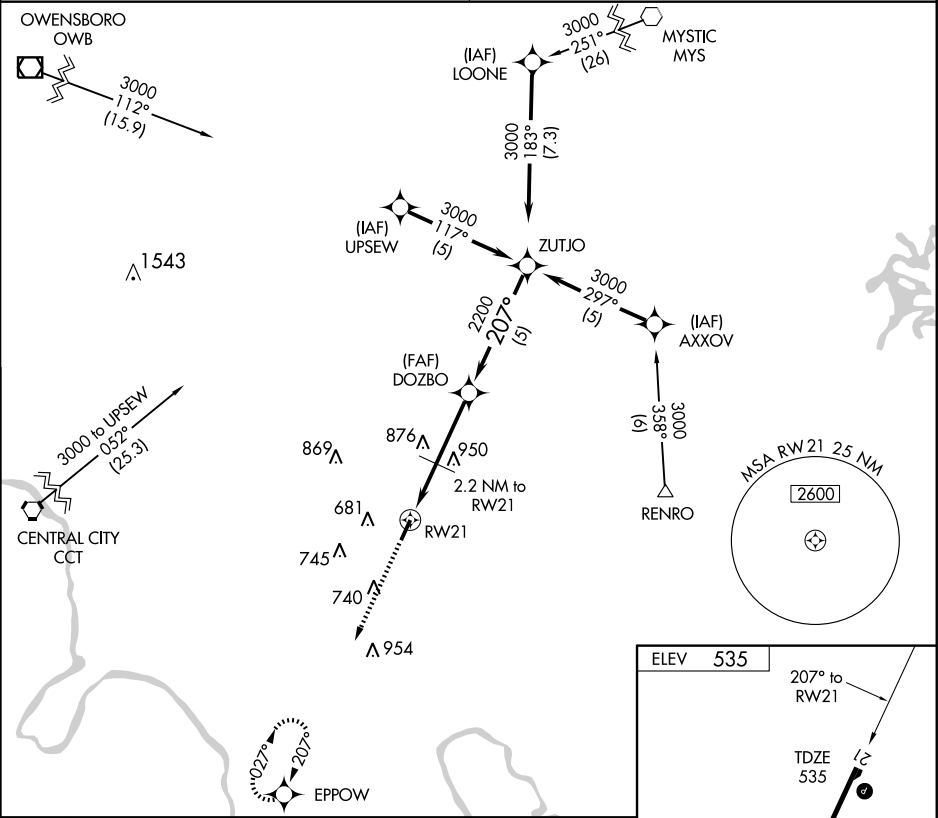 OWENSBORO
OWB
3000
112°
(15.9)
(IAF)
LOONE
3000
251°
(26)
MYSTIC
MYS
3000
183°
(7.3)
(IAF)
UPSEW
3000
117°
(5)
ZUTJO
1543
3000
297°
(5)
(IAF)
AXXOV
2200
207°
(5)
(FAF)
DOZBO
3000
358°
(6)
RENRO
3000 to UPSEW
052°
(25.3)
CENTRAL CITY
CCT
869
876
950
2.2 NM to
RW21
681
RW21
745
740
954
MSA RW21 25 NM
2600
027°
207°
EPPOW
ELEV 535
207° to
RW21
21
TDZE
535
P